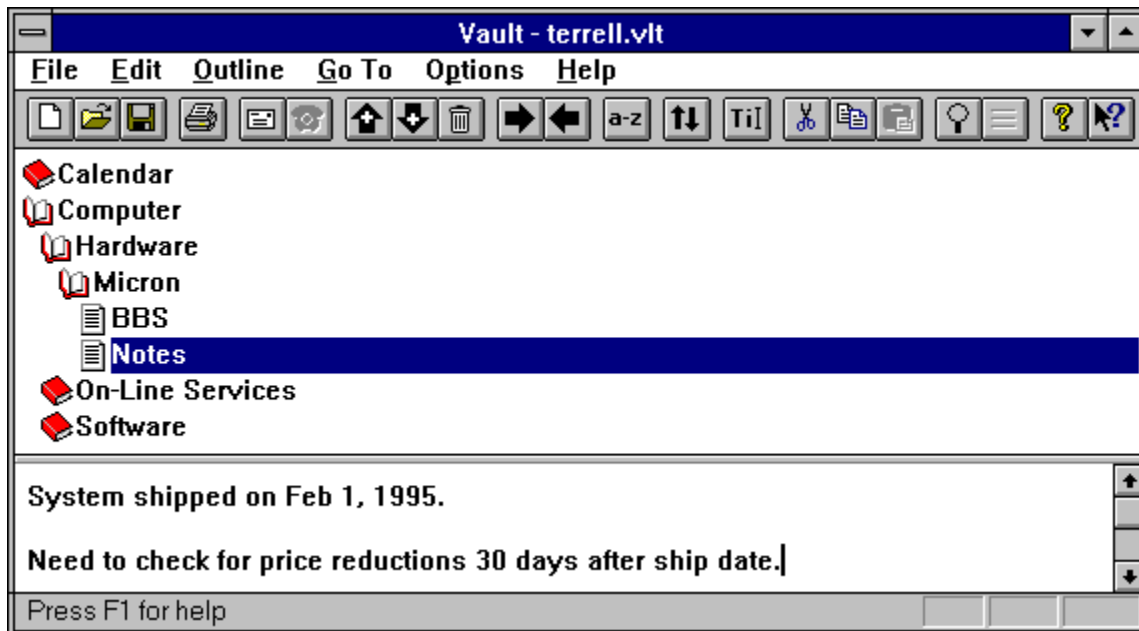 Vault - terrell.vlt
File Edit Outline Go To Options Help
a-z TiI ? ?
Calendar
Computer
Hardware
Micron
BBS
Notes
On-Line Services
Software
System shipped on Feb 1, 1995.
Need to check for price reductions 30 days after ship date.
Press F1 for help